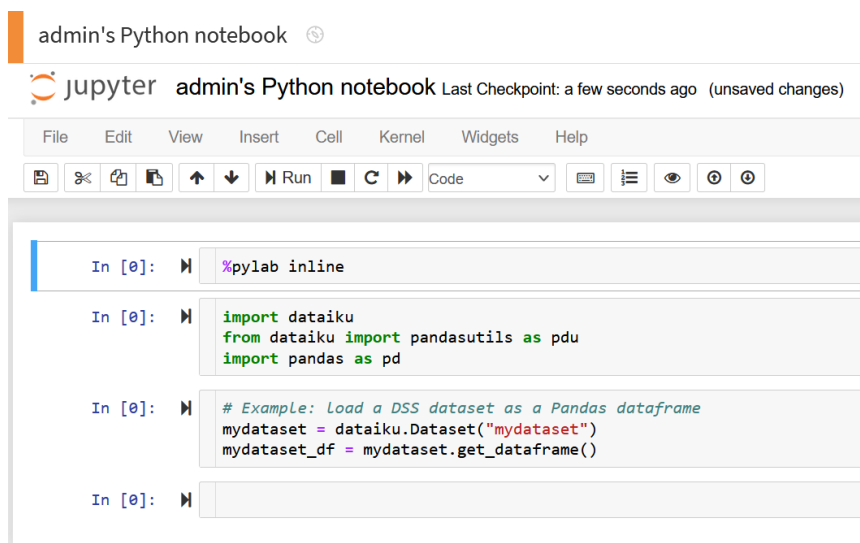 admin's Python notebook
jupyter admin's Python notebook Last Checkpoint: a few seconds ago (unsaved changes)
File Edit View Insert Cell Kernel Widgets Help
Run Code
In [0]: %pylab inline
In [0]: import dataiku
from dataiku import pandasutils as pdu
import pandas as pd
In [0]: # Example: load a DSS dataset as a Pandas dataframe
mydataset = dataiku.Dataset("mydataset")
mydataset_df = mydataset.get_dataframe()
In [0]: